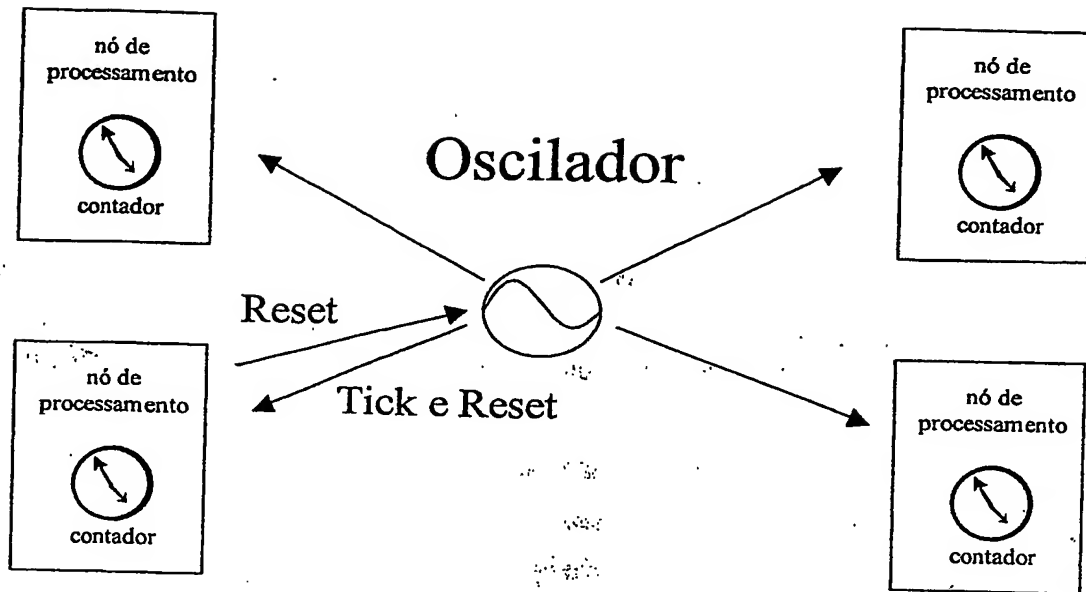 nó de
processamento
contador
nó de
processamento
contador
Oscilador
Reset
Tick e Reset
nó de
processamento
contador
nó de
processamento
contador